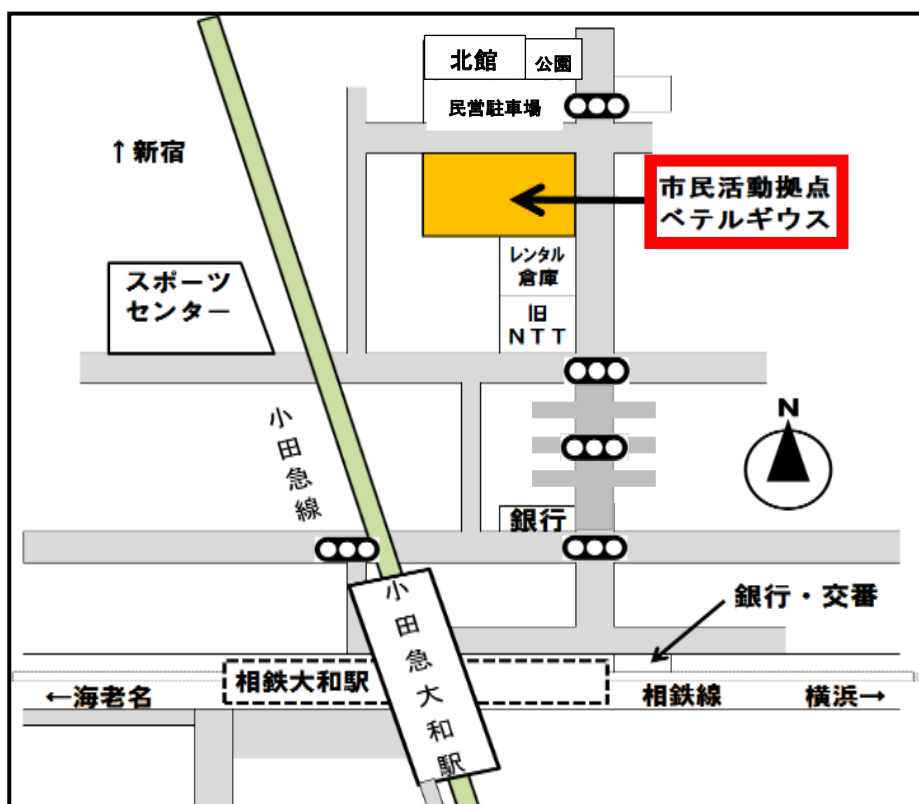 北館
公園
民営駐車場
↑新宿
市民活動拠点
ベテルギウス
レンタル
倉庫
スポーツ
センター
旧
NTT
小田急線
N
銀行
小田急大和駅
銀行・交番
相鉄大和駅
←海老名
相鉄線
横浜→